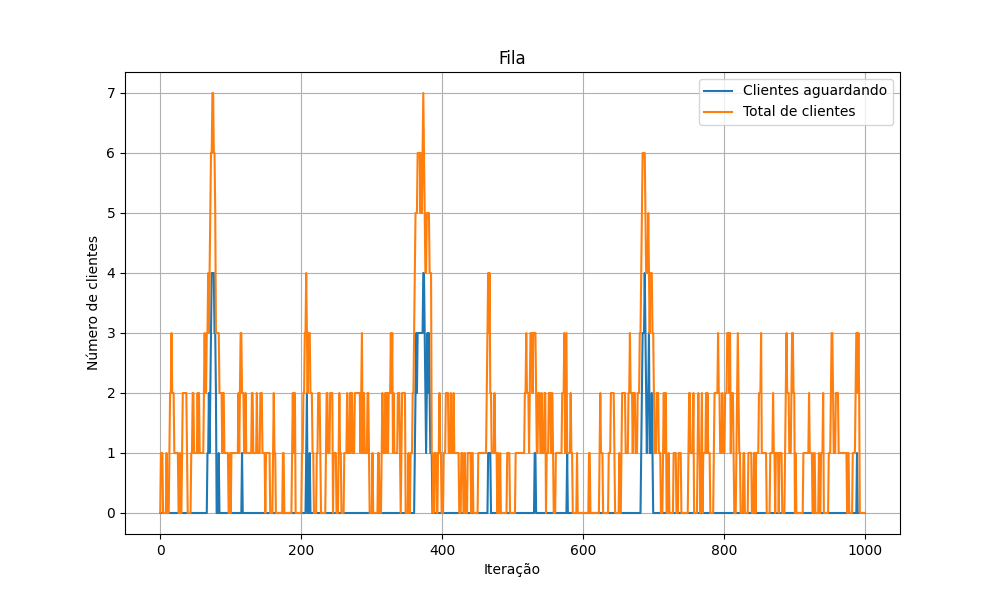 Fila
Clientes aguardando
Total de clientes
Número de clientes
7
6
5
4
3
2
1
0
0 200 400 600 800 1000
Iteração